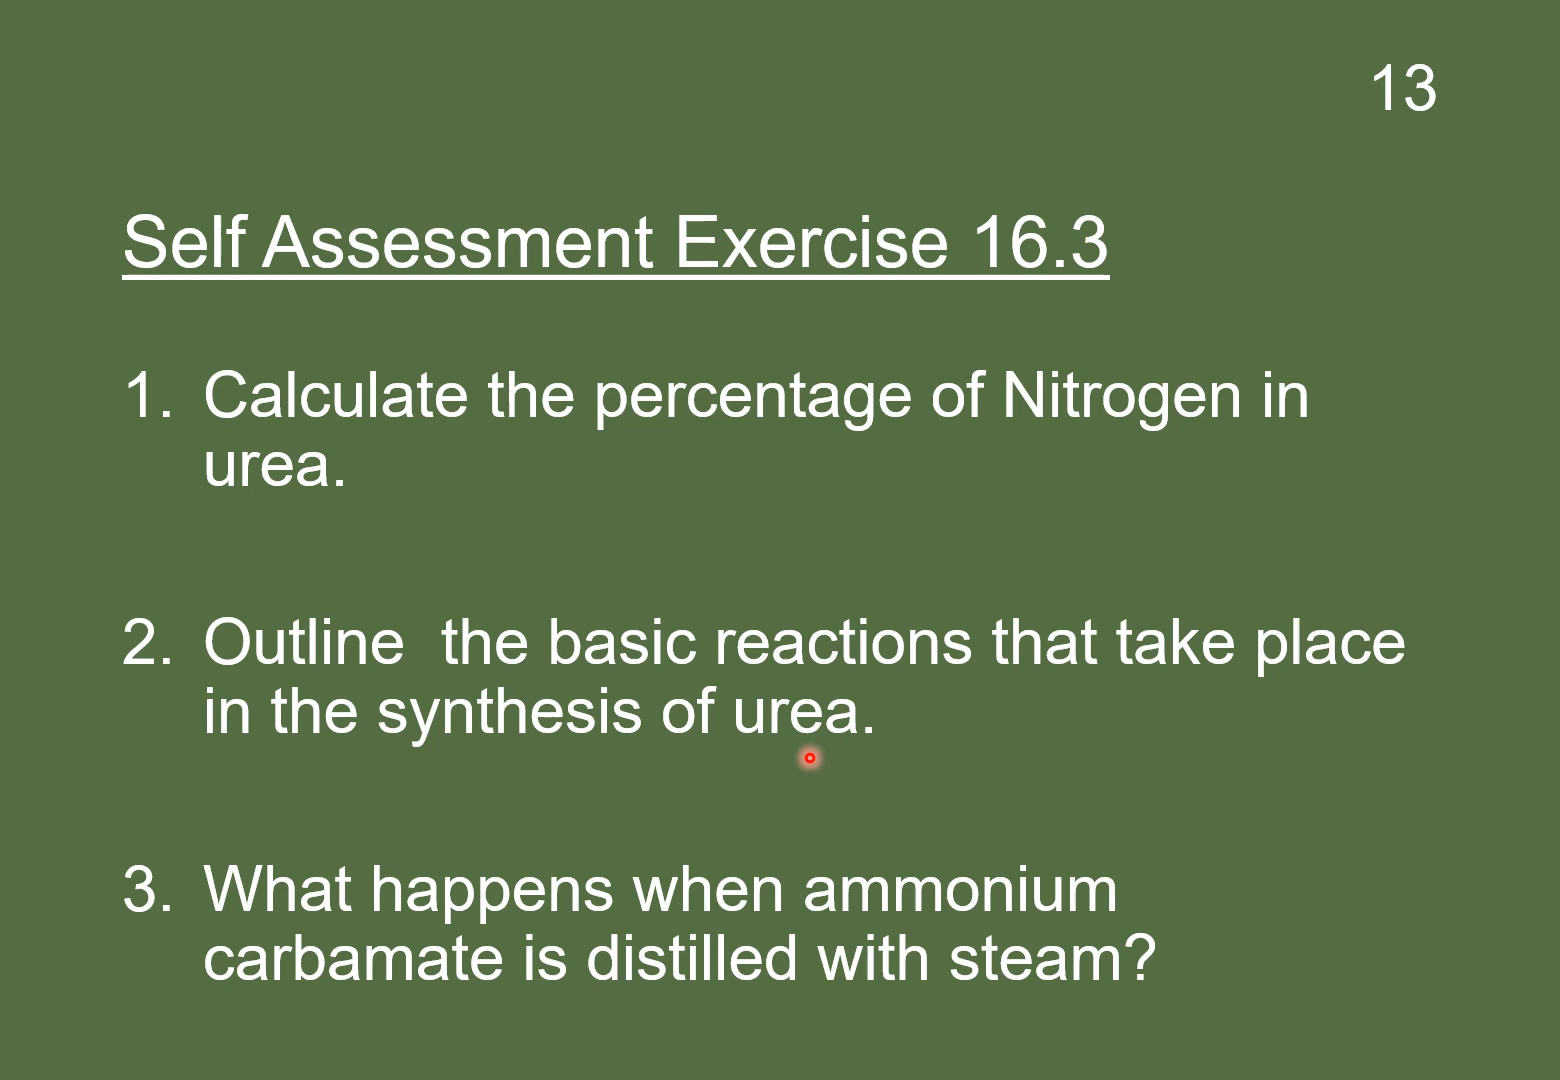 13
Self Assessment Exercise 16.3
1. Calculate the percentage of Nitrogen in
urea.
2. Outline  the basic reactions that take place
in the synthesis of urea.
3. What happens when ammonium
carbamate is distilled with steam?